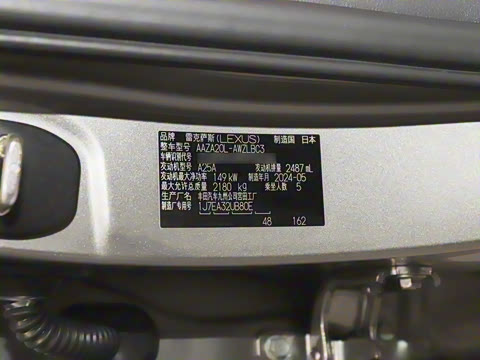 品牌 雷克萨斯(LEXUS) 制造国 日本
整车型号 AAZA20L-AWZLBC3
车辆识别代号
发动机型号 A25A 发动机排量 2487 mL
发动机最大净功率 149 kW 制造年月 2024-05
最大允许总质量 2180 kg 乘坐人数 5
生产厂名 丰田汽车九州公司宫田工厂
制造厂专用号 1J7EA32UB80E
48 162